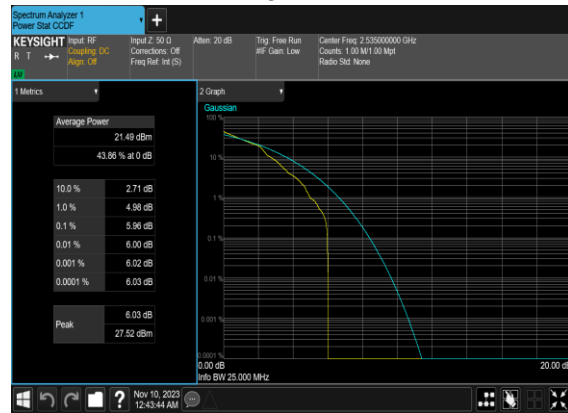 Spectrum Analyzer 1
Power Stat CCDF
KEYSIGHT
R T
LXI
Input: RF
Coupling: DC
Align: Off
Input Z: 50 Ω
Corrections: Off
Freq Ref: Int (S)
Atten: 20 dB
Trig: Free Run
#IF Gain: Low
Center Freq: 2.535000000 GHz
Counts: 1.00 M/1.00 Mpt
Radio Std: None
1 Metrics
Average Power
21.49 dBm
43.86 % at 0 dB
10.0 % 2.71 dB
1.0 % 4.98 dB
0.1 % 5.96 dB
0.01 % 6.00 dB
0.001 % 6.02 dB
0.0001 % 6.03 dB
Peak 6.03 dB
27.52 dBm
2 Graph
Gaussian
100 %
10 %
1 %
0.1 %
0.01 %
0.001 %
0.0001 %
0.00 dB
20.00 dB
Info BW 25.000 MHz
?
Nov 10, 2023
12:43:44 AM